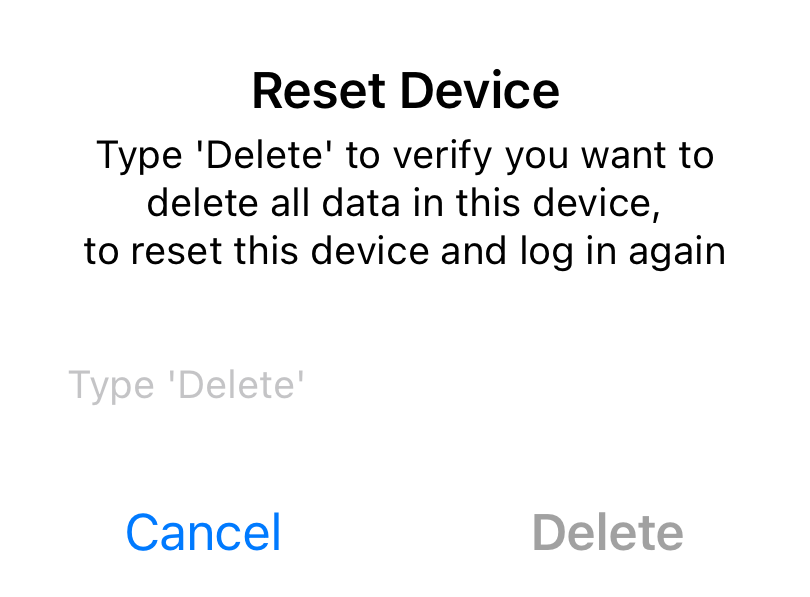 Reset Device
Type 'Delete' to verify you want to
delete all data in this device,
to reset this device and log in again
Type 'Delete'
Cancel Delete